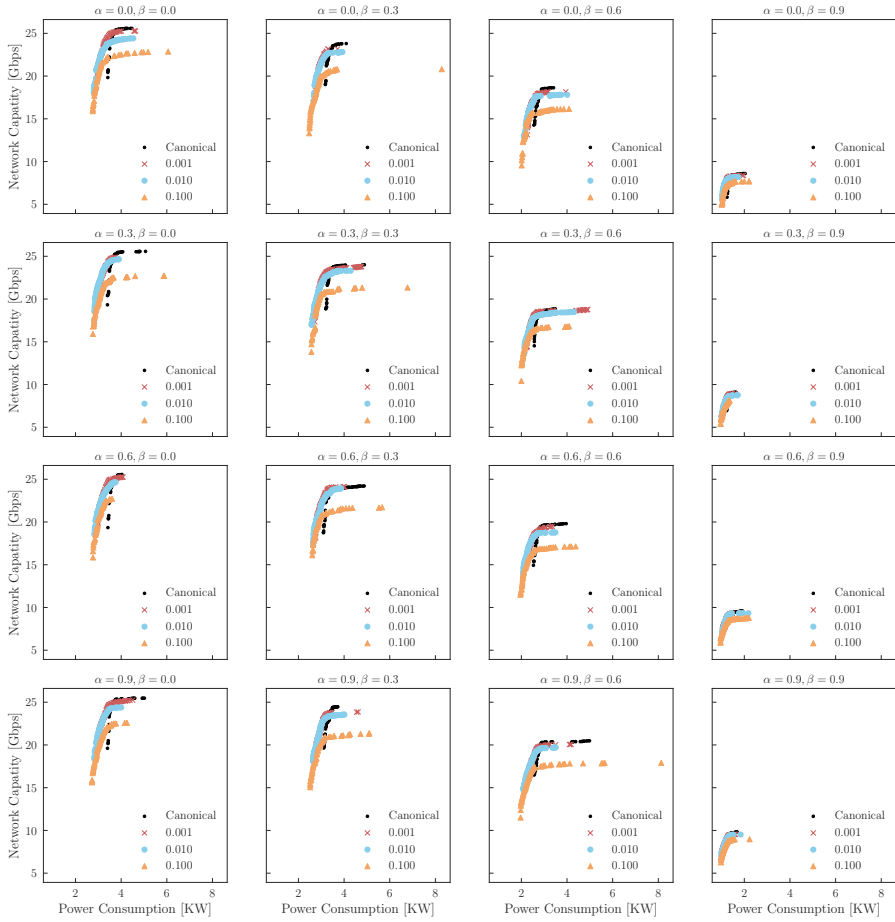 α = 0.0, β = 0.0
α = 0.0, β = 0.3
α = 0.0, β = 0.6
α = 0.0, β = 0.9
Network Capatity [Gbps]
25
20
15
10
5
Canonical
0.001
0.010
0.100
Canonical
0.001
0.010
0.100
Canonical
0.001
0.010
0.100
Canonical
0.001
0.010
0.100
α = 0.3, β = 0.0
α = 0.3, β = 0.3
α = 0.3, β = 0.6
α = 0.3, β = 0.9
Network Capatity [Gbps]
25
20
15
10
5
Canonical
0.001
0.010
0.100
Canonical
0.001
0.010
0.100
Canonical
0.001
0.010
0.100
Canonical
0.001
0.010
0.100
α = 0.6, β = 0.0
α = 0.6, β = 0.3
α = 0.6, β = 0.6
α = 0.6, β = 0.9
Network Capatity [Gbps]
25
20
15
10
5
Canonical
0.001
0.010
0.100
Canonical
0.001
0.010
0.100
Canonical
0.001
0.010
0.100
Canonical
0.001
0.010
0.100
α = 0.9, β = 0.0
α = 0.9, β = 0.3
α = 0.9, β = 0.6
α = 0.9, β = 0.9
Network Capatity [Gbps]
25
20
15
10
5
Canonical
0.001
0.010
0.100
Canonical
0.001
0.010
0.100
Canonical
0.001
0.010
0.100
Canonical
0.001
0.010
0.100
2 4 6 8
2 4 6 8
2 4 6 8
2 4 6 8
Power Consumption [KW]
Power Consumption [KW]
Power Consumption [KW]
Power Consumption [KW]